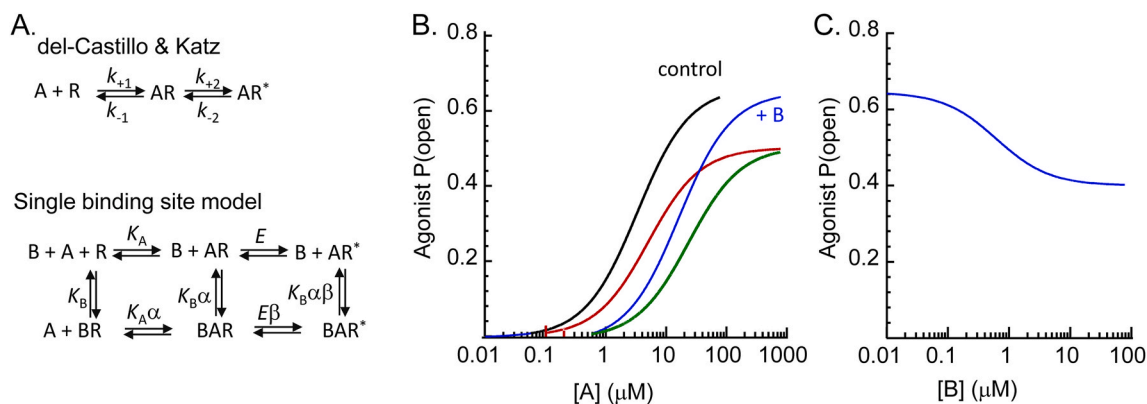 A.
del-Castillo & Katz
A + R k+1 k-1 AR k+2 k-2 AR*
Single binding site model
B + A + R KA B + AR E B + AR*
KB KBα KBαβ
A + BR KAα BAR Eβ BAR*
B.
control
+ B
Agonist P(open)
0.8
0.6
0.4
0.2
0.01 0.1 1 10 100 1000
[A] (μM)
C.
Agonist P(open)
0.8
0.6
0.4
0.2
0.01 0.1 1 10 100
[B] (μM)